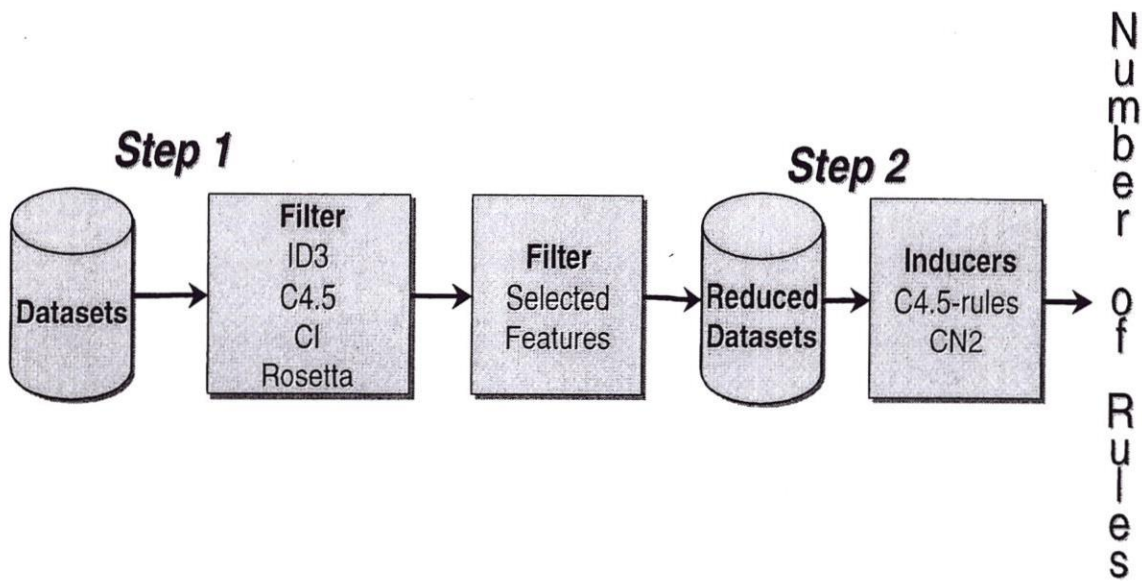 Step 1
Datasets
Filter
ID3
C4.5
CI
Rosetta
Filter
Selected
Features
Step 2
Reduced
Datasets
Inducers
C4.5-rules
CN2
Number of Rules